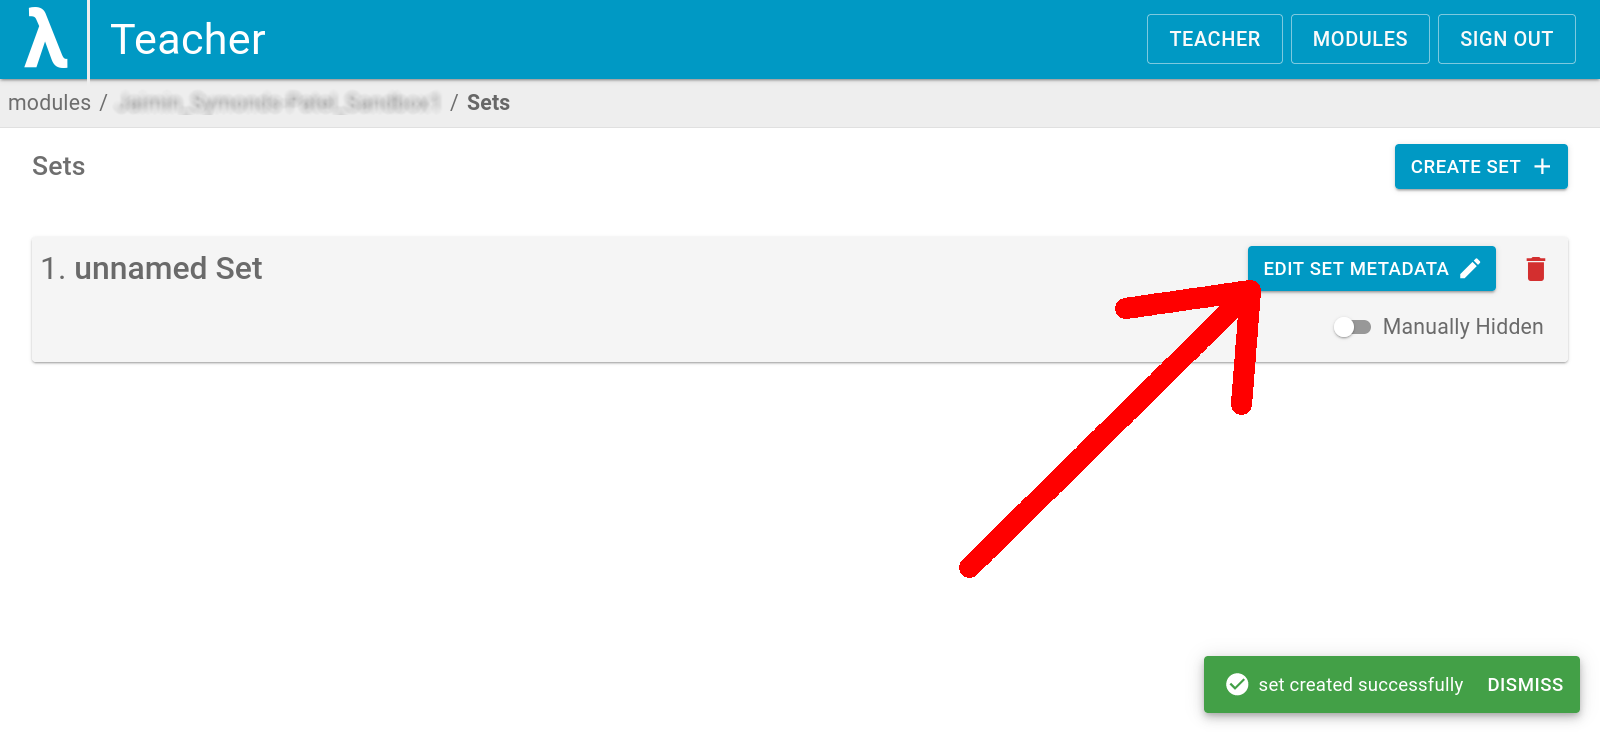 λ Teacher TEACHER MODULES SIGN OUT
modules / / Sets
Sets CREATE SET
1. unnamed Set EDIT SET METADATA
Manually Hidden
set created successfully DISMISS